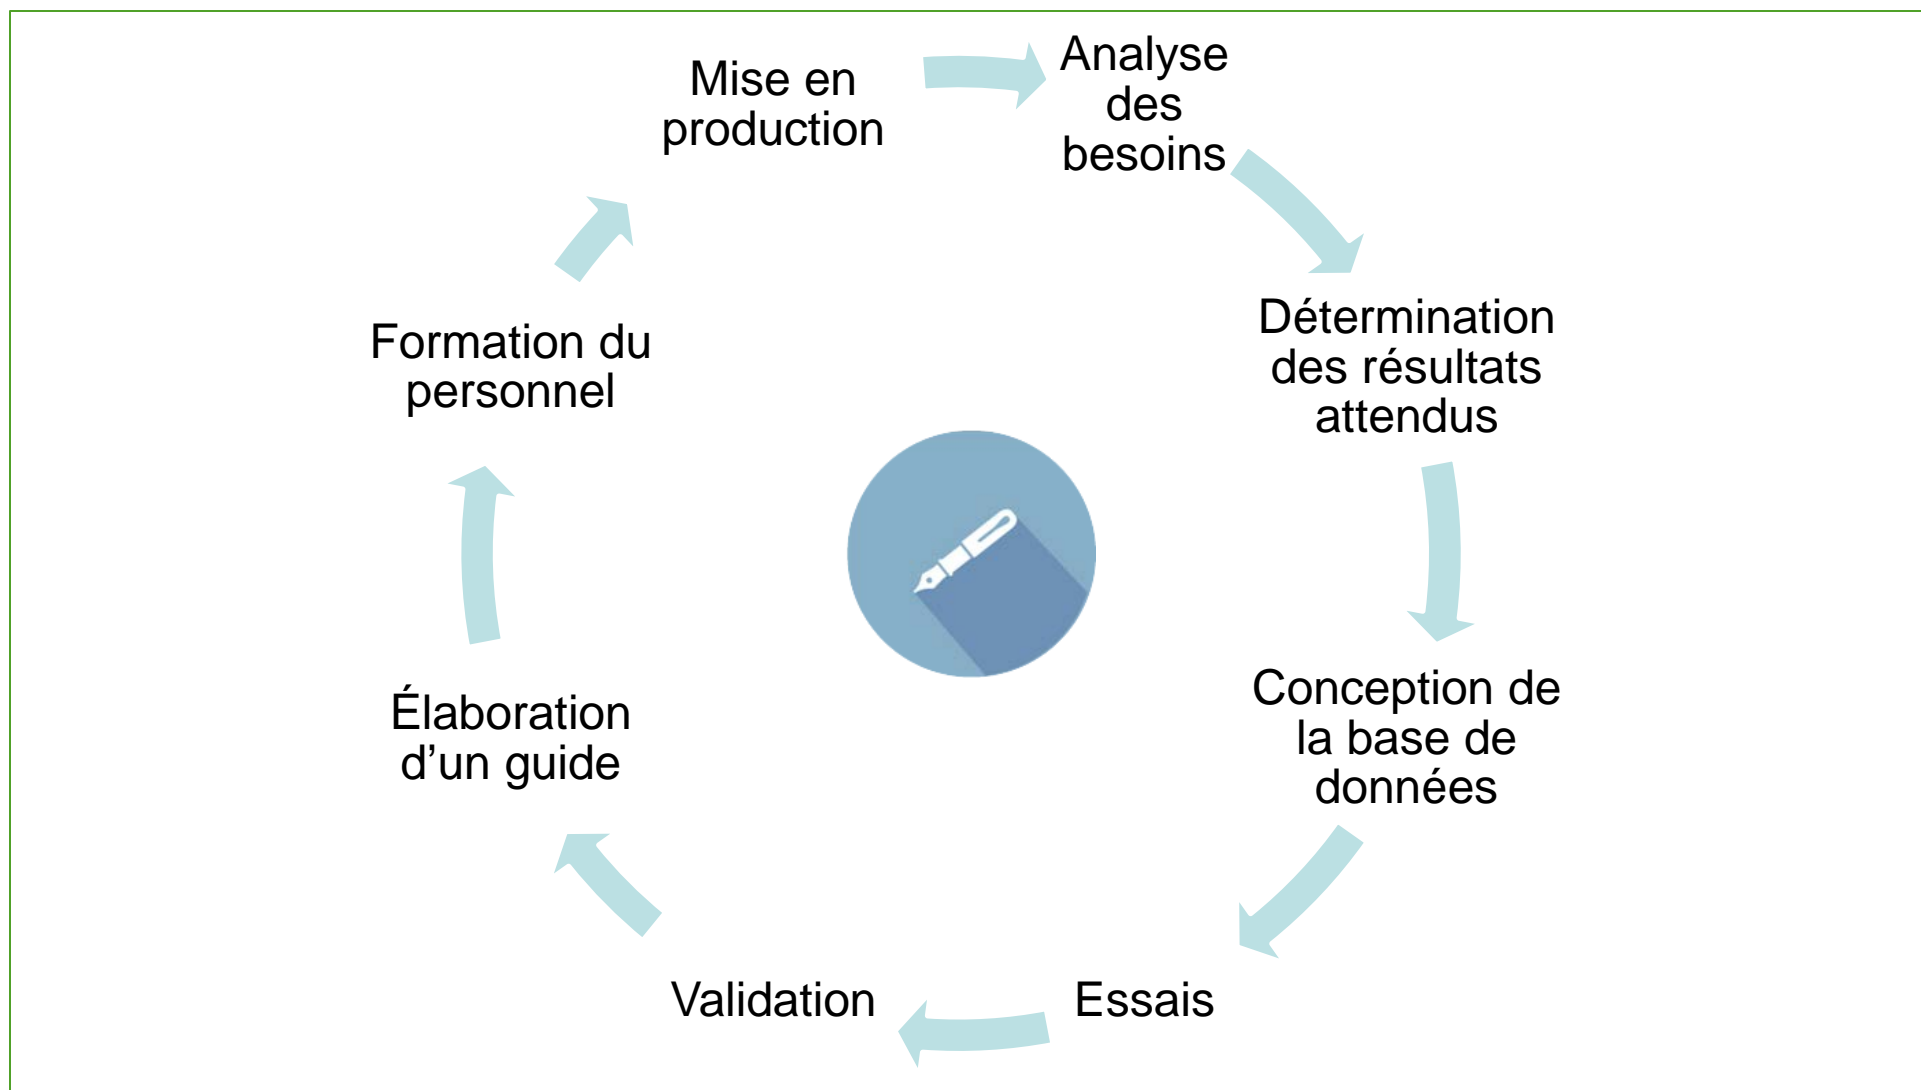 Analyse
des
besoins
Détermination
des résultats
attendus
Conception de
la base de
données
Essais
Validation
Élaboration
d’un guide
Formation du
personnel
Mise en
production